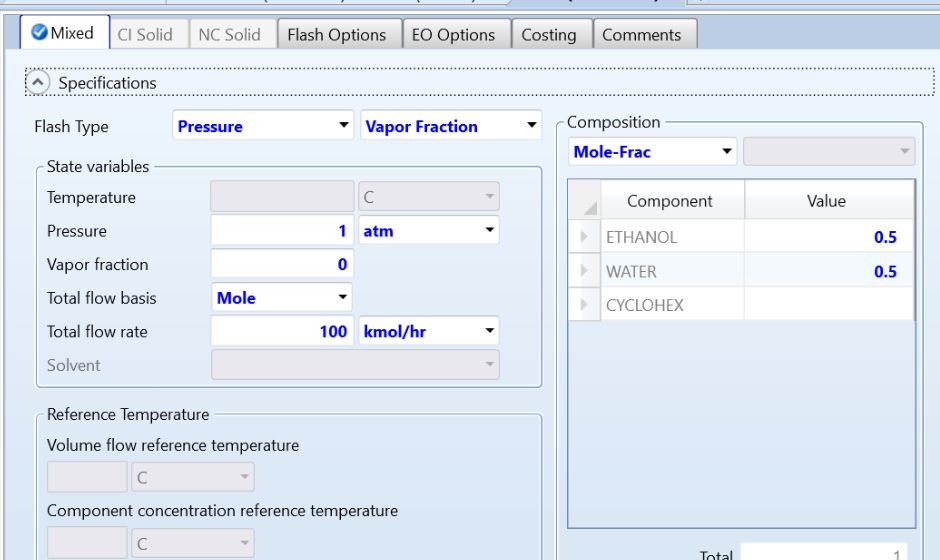 Mixed CI Solid NC Solid Flash Options EO Options Costing Comments
Specifications
Flash Type Pressure Vapor Fraction
State variables
Temperature C
Pressure 1 atm
Vapor fraction 0
Total flow basis Mole
Total flow rate 100 kmol/hr
Solvent
Reference Temperature
Volume flow reference temperature
C
Component concentration reference temperature
C
Composition
Mole-Frac
Component Value
ETHANOL 0.5
WATER 0.5
CYCLOHEX
Total 1